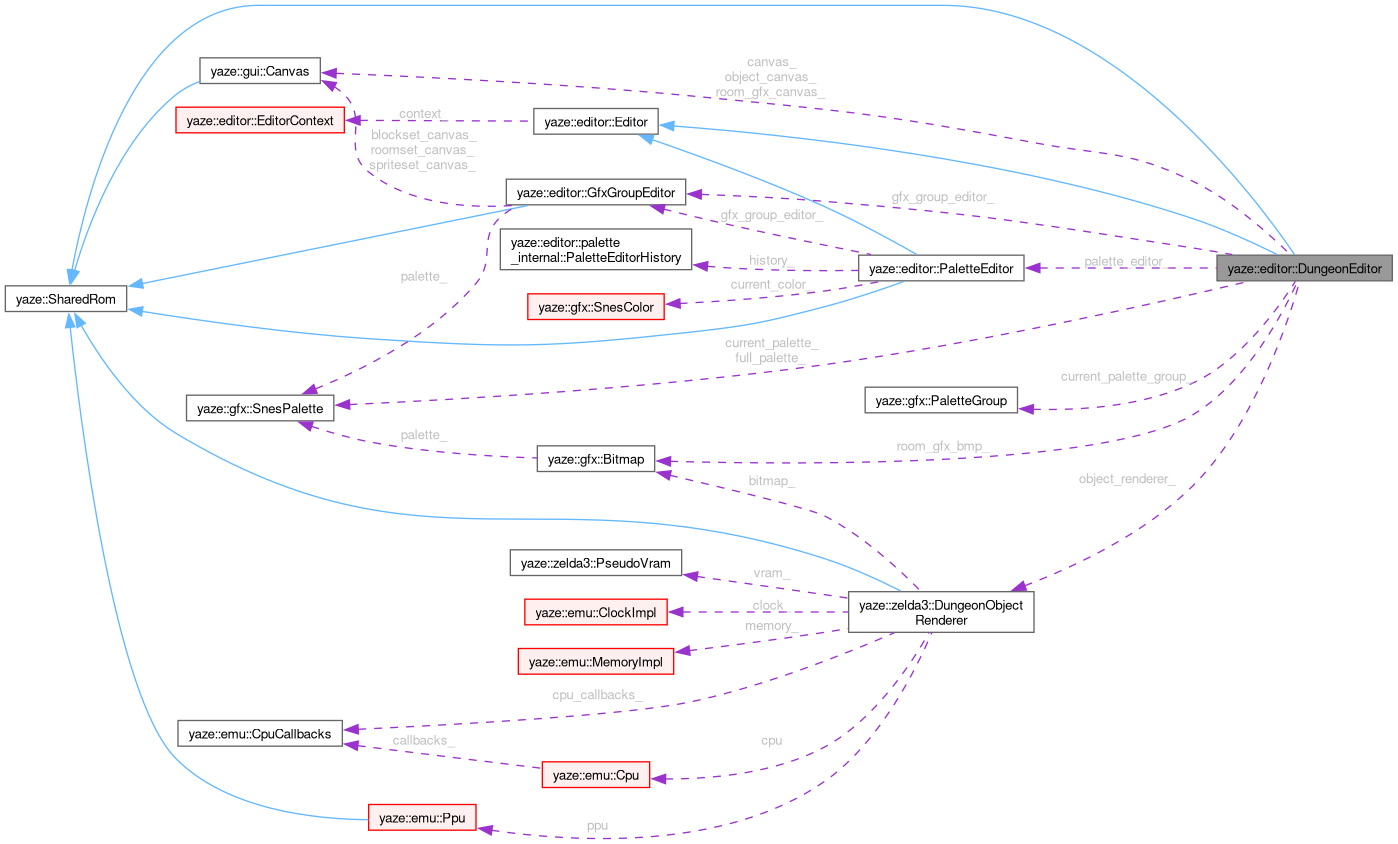 canvas_
object_canvas_
room_gfx_canvas_
yaze::gui::Canvas
yaze::editor::EditorContext
context
yaze::editor::Editor
blockset_canvas_
roomset_canvas_
spriteset_canvas_
yaze::editor::GfxGroupEditor
gfx_group_editor_
gfx_group_editor_
yaze::editor::palette
_internal::PaletteEditorHistory
history_
yaze::editor::PaletteEditor
palette_editor_
yaze::editor::DungeonEditor
palette_
current_color_
yaze::SharedRom
yaze::gfx::SnesColor
current_palette_
full_palette_
current_palette_group_
yaze::gfx::SnesPalette
yaze::gfx::PaletteGroup
palette_
yaze::gfx::Bitmap
room_gfx_bmp_
bitmap_
object_renderer_
yaze::zelda3::PseudoVram
vram_
yaze::emu::ClockImpl
clock_
yaze::zelda3::DungeonObject
Renderer
memory_
yaze::emu::MemoryImpl
cpu_callbacks_
yaze::emu::CpuCallbacks
callbacks_
cpu
yaze::emu::Cpu
yaze::emu::Ppu
ppu